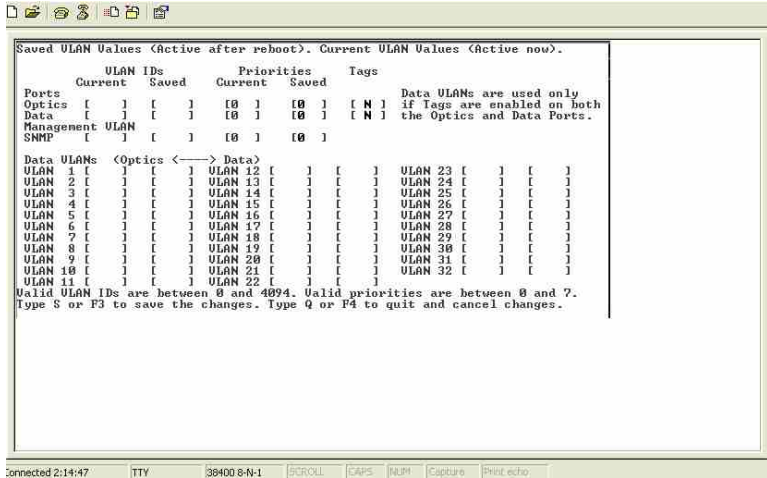 Saved VLAN Values (Active after reboot). Current VLAN Values (Active now).
VLAN IDs Priorities Tags
Current Saved Current Saved
Ports Data VLANs are used only
Optics [ ] [ ] [0 ] [0 ] [ N ] if Tags are enabled on both
Data [ ] [ ] [0 ] [0 ] [ N ] the Optics and Data Ports.
Management VLAN
SNMP [ ] [ ] [0 ] [0 ]
Data VLANs (Optics <----> Data)
VLAN 1 [ ] [ ] VLAN 12 [ ] [ ] VLAN 23 [ ] [ ]
VLAN 2 [ ] [ ] VLAN 13 [ ] [ ] VLAN 24 [ ] [ ]
VLAN 3 [ ] [ ] VLAN 14 [ ] [ ] VLAN 25 [ ] [ ]
VLAN 4 [ ] [ ] VLAN 15 [ ] [ ] VLAN 26 [ ] [ ]
VLAN 5 [ ] [ ] VLAN 16 [ ] [ ] VLAN 27 [ ] [ ]
VLAN 6 [ ] [ ] VLAN 17 [ ] [ ] VLAN 28 [ ] [ ]
VLAN 7 [ ] [ ] VLAN 18 [ ] [ ] VLAN 29 [ ] [ ]
VLAN 8 [ ] [ ] VLAN 19 [ ] [ ] VLAN 30 [ ] [ ]
VLAN 9 [ ] [ ] VLAN 20 [ ] [ ] VLAN 31 [ ] [ ]
VLAN 10 [ ] [ ] VLAN 21 [ ] [ ] VLAN 32 [ ] [ ]
VLAN 11 [ ] [ ] VLAN 22 [ ] [ ]
Valid VLAN IDs are between 0 and 4094. Valid priorities are between 0 and 7.
Type S or F3 to save the changes. Type Q or F4 to quit and cancel changes.
Connected 2:14:47 TTY 38400 8-N-1 SCROLL CAPS NUM Capture Print echo